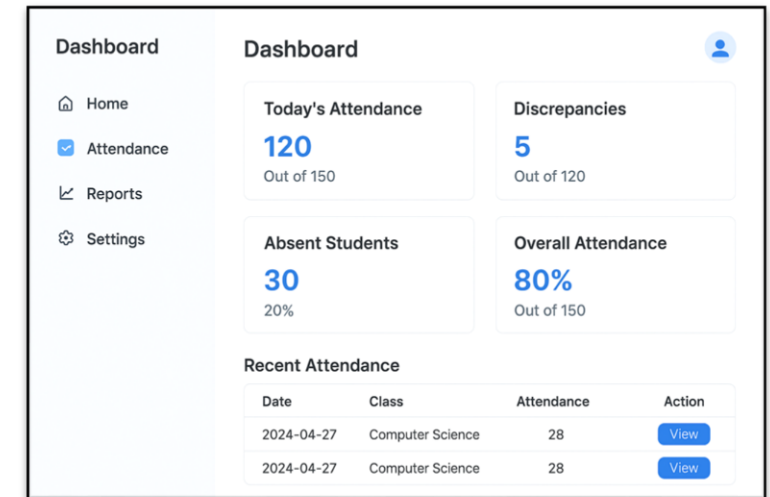 Dashboard
Home
Attendance
Reports
Settings
Dashboard
Today's Attendance
120
Out of 150
Discrepancies
5
Out of 120
Absent Students
30
20%
Overall Attendance
80%
Out of 150
Recent Attendance
Date Class Attendance Action
2024-04-27 Computer Science 28 View
2024-04-27 Computer Science 28 View